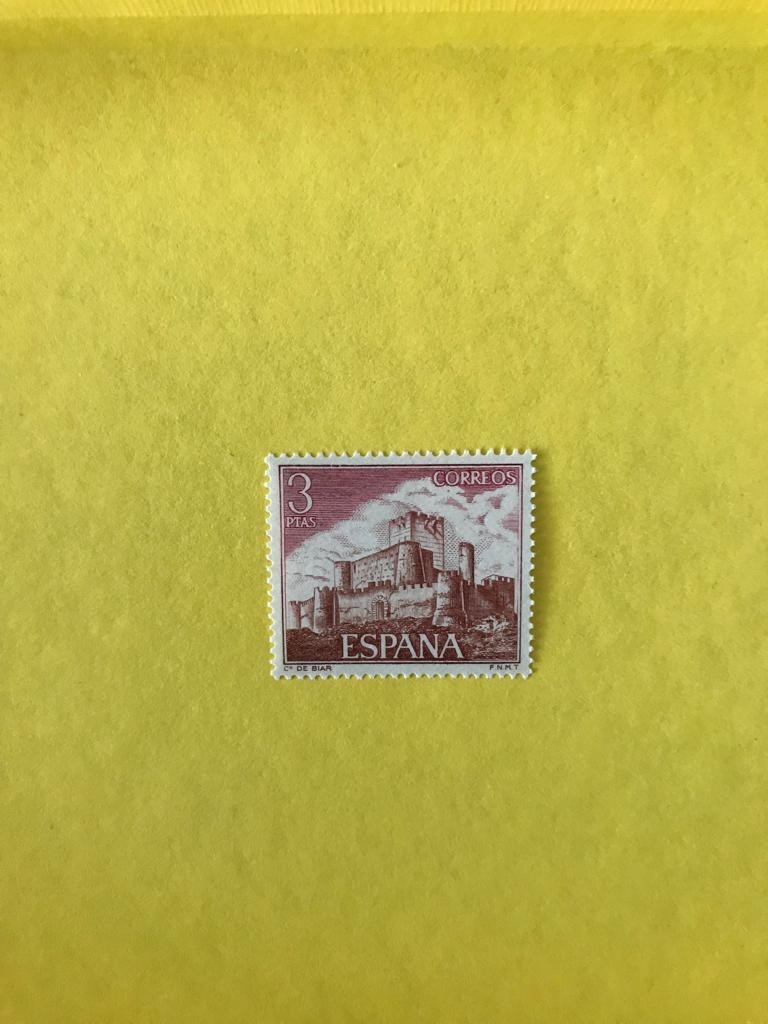 3 CORREOS
PTAS
ESPAÑA
Cº DE BIAR F.N.M.T